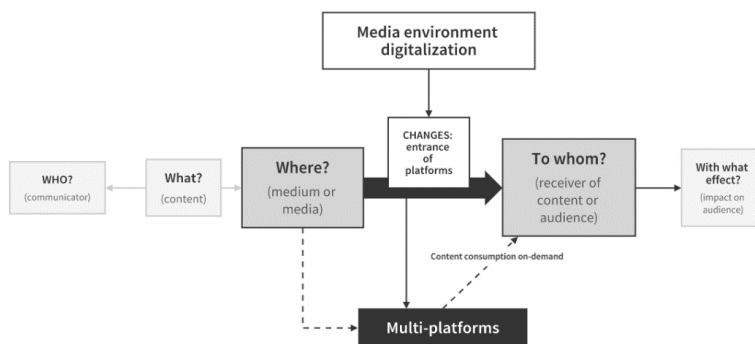 Media environment
digitalization
CHANGES:
entrance
of
platforms
WHO?
(communicator)
What?
(content)
Where?
(medium or
media)
To whom?
(receiver of
content or
audience)
With what
effect?
(impact on
audience)
Content consumption on-demand
Multi-platforms